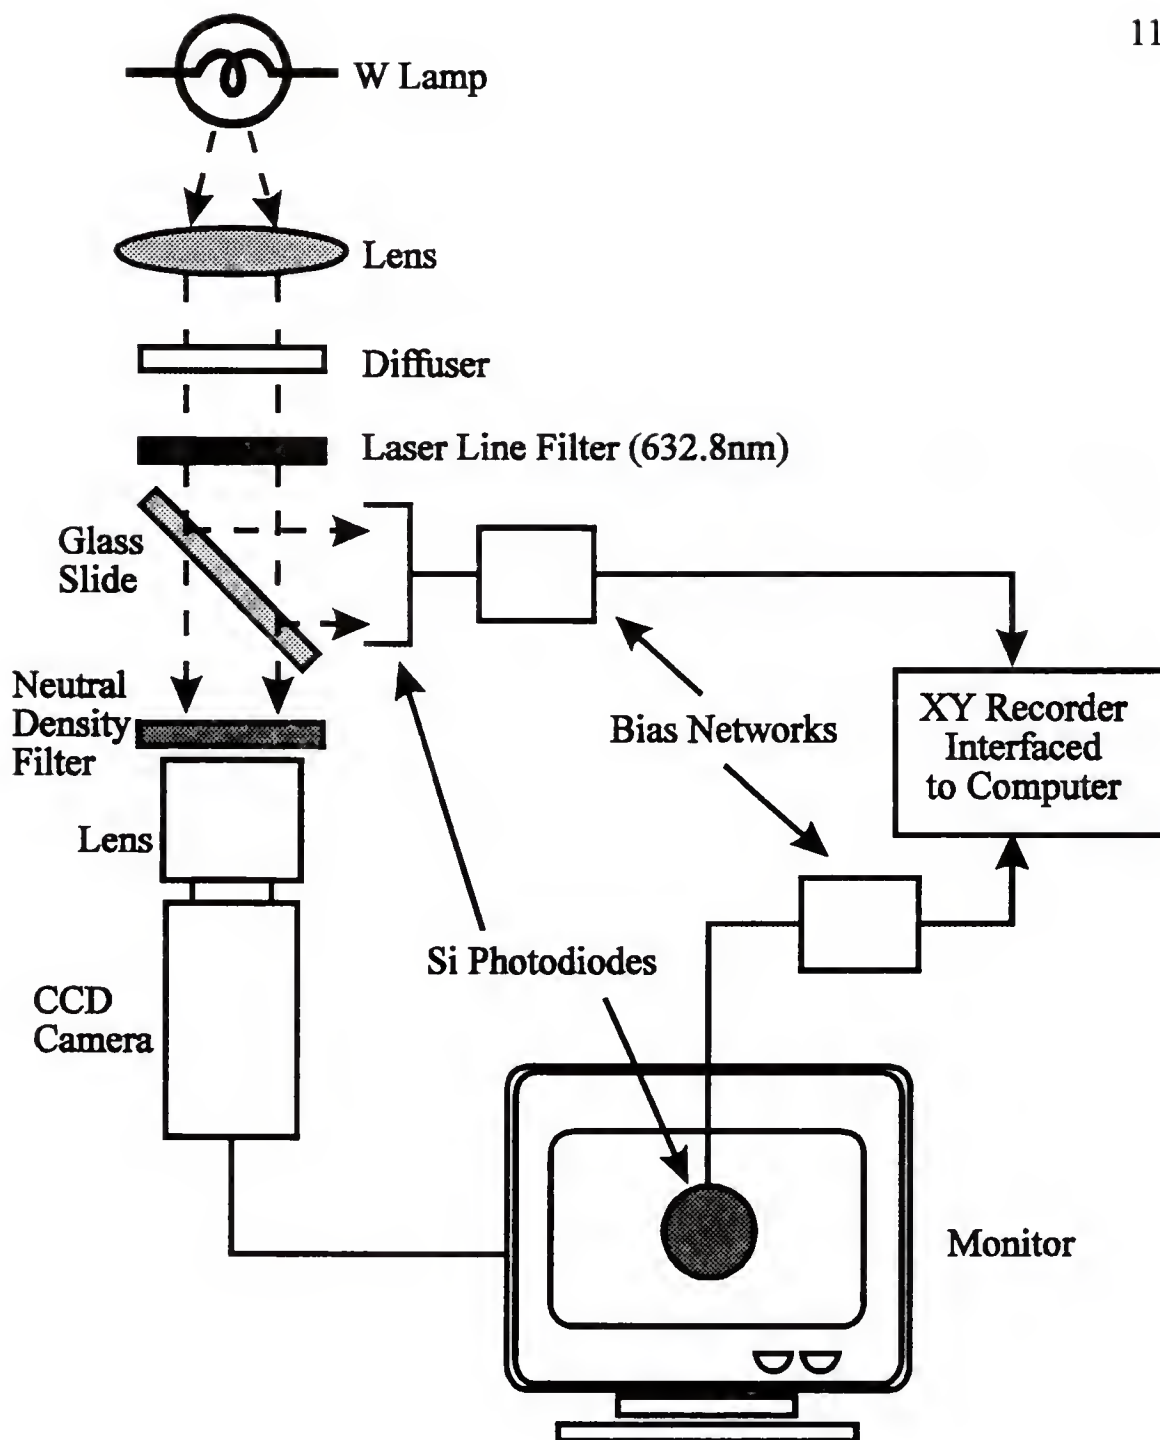 11
W Lamp
Lens
Diffuser
Laser Line Filter (632.8nm)
Glass
Slide
Neutral
Density
Filter
Bias Networks
XY Recorder
Interfaced
to Computer
Lens
Si Photodiodes
CCD
Camera
Monitor